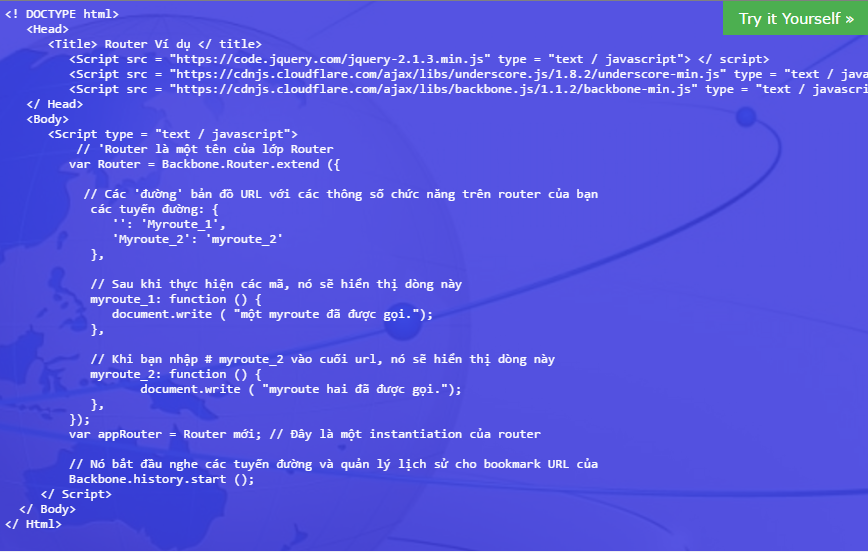 <! DOCTYPE html>
Try it Yourself »
<Head>
<Title> Router Ví dụ </ title>
<Script src = "https://code.jquery.com/jquery-2.1.3.min.js" type = "text / javascript"> </ script>
<Script src = "https://cdnjs.cloudflare.com/ajax/libs/underscore.js/1.8.2/underscore-min.js" type = "text / java
<Script src = "https://cdnjs.cloudflare.com/ajax/libs/backbone.js/1.1.2/backbone-min.js" type = "text / javascri
</ Head>
<Body>
<Script type = "text / javascript">
// 'Router là một tên của lớp Router
var Router = Backbone.Router.extend ({
// Các 'đường' bản đồ URL với các thông số chức năng trên router của bạn
các tuyến đường: {
'': 'Myroute_1',
'Myroute_2': 'myroute_2'
},
// Sau khi thực hiện các mã, nó sẽ hiển thị dòng này
myroute_1: function () {
document.write ( "một myroute đã được gọi.");
},
// Khi bạn nhập # myroute_2 vào cuối url, nó sẽ hiển thị dòng này
myroute_2: function () {
document.write ( "myroute hai đã được gọi.");
},
});
var appRouter = Router mới; // Đây là một instantiation của router
// Nó bắt đầu nghe các tuyến đường và quản lý lịch sử cho bookmark URL của
Backbone.history.start ();
</ Script>
</ Body>
</ Html>